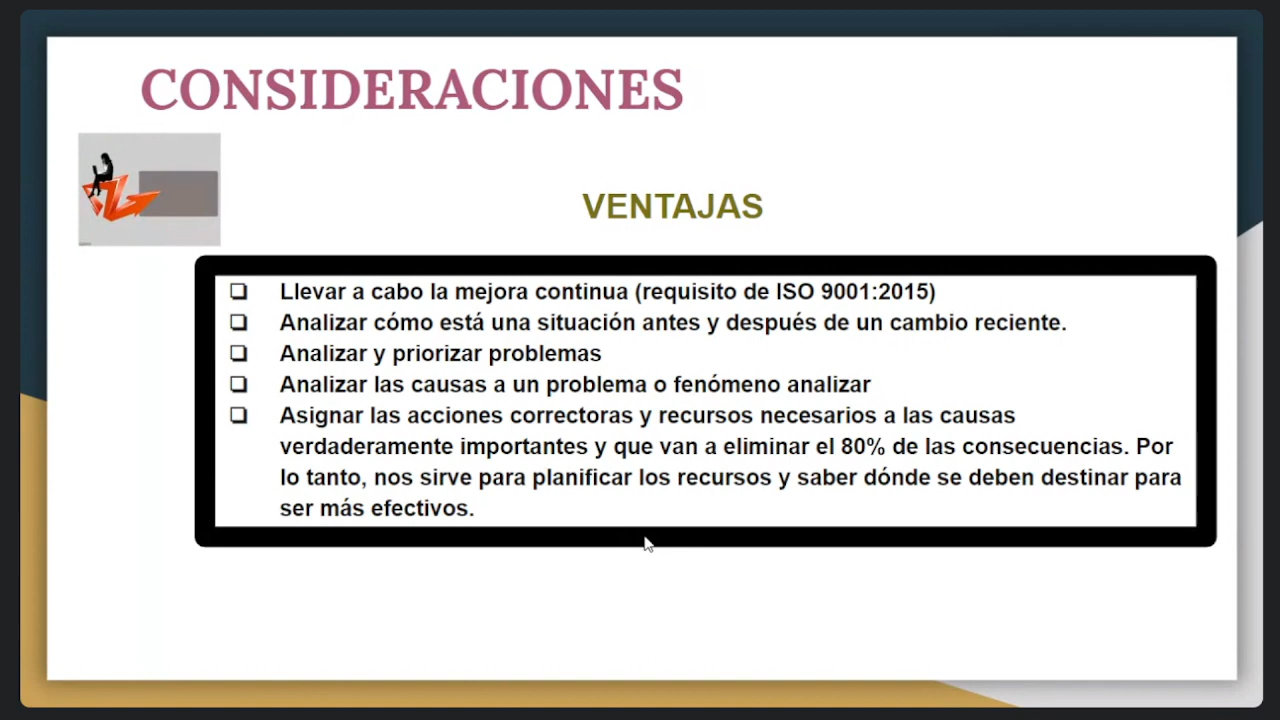 CONSIDERACIONES
VENTAJAS
❑ Llevar a cabo la mejora continua (requisito de ISO 9001:2015)
❑ Analizar cómo está una situación antes y después de un cambio reciente.
❑ Analizar y priorizar problemas
❑ Analizar las causas a un problema o fenómeno analizar
❑ Asignar las acciones correctoras y recursos necesarios a las causas
verdaderamente importantes y que van a eliminar el 80% de las consecuencias. Por
lo tanto, nos sirve para planificar los recursos y saber dónde se deben destinar para
ser más efectivos.